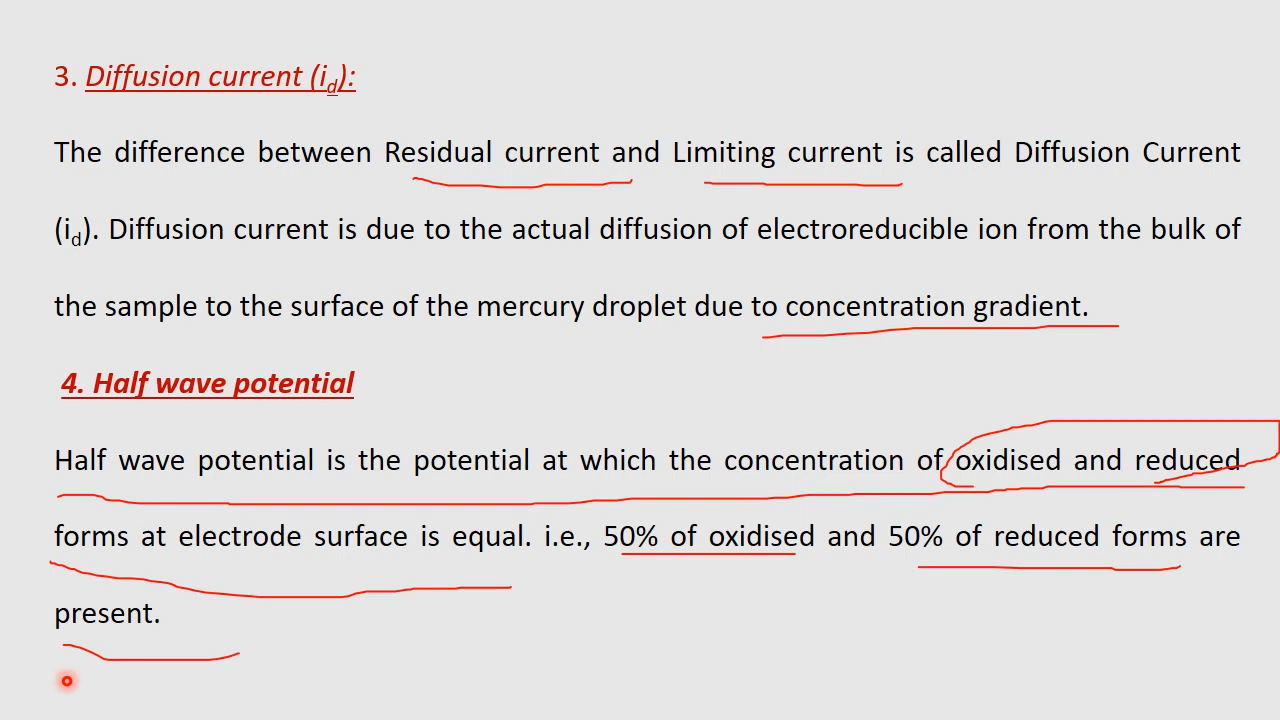 3. Diffusion current (id):
The difference between Residual current and Limiting current is called Diffusion Current
(id). Diffusion current is due to the actual diffusion of electroreducible ion from the bulk of
the sample to the surface of the mercury droplet due to concentration gradient.
4. Half wave potential
Half wave potential is the potential at which the concentration of oxidised and reduced
forms at electrode surface is equal. i.e., 50% of oxidised and 50% of reduced forms are
present.